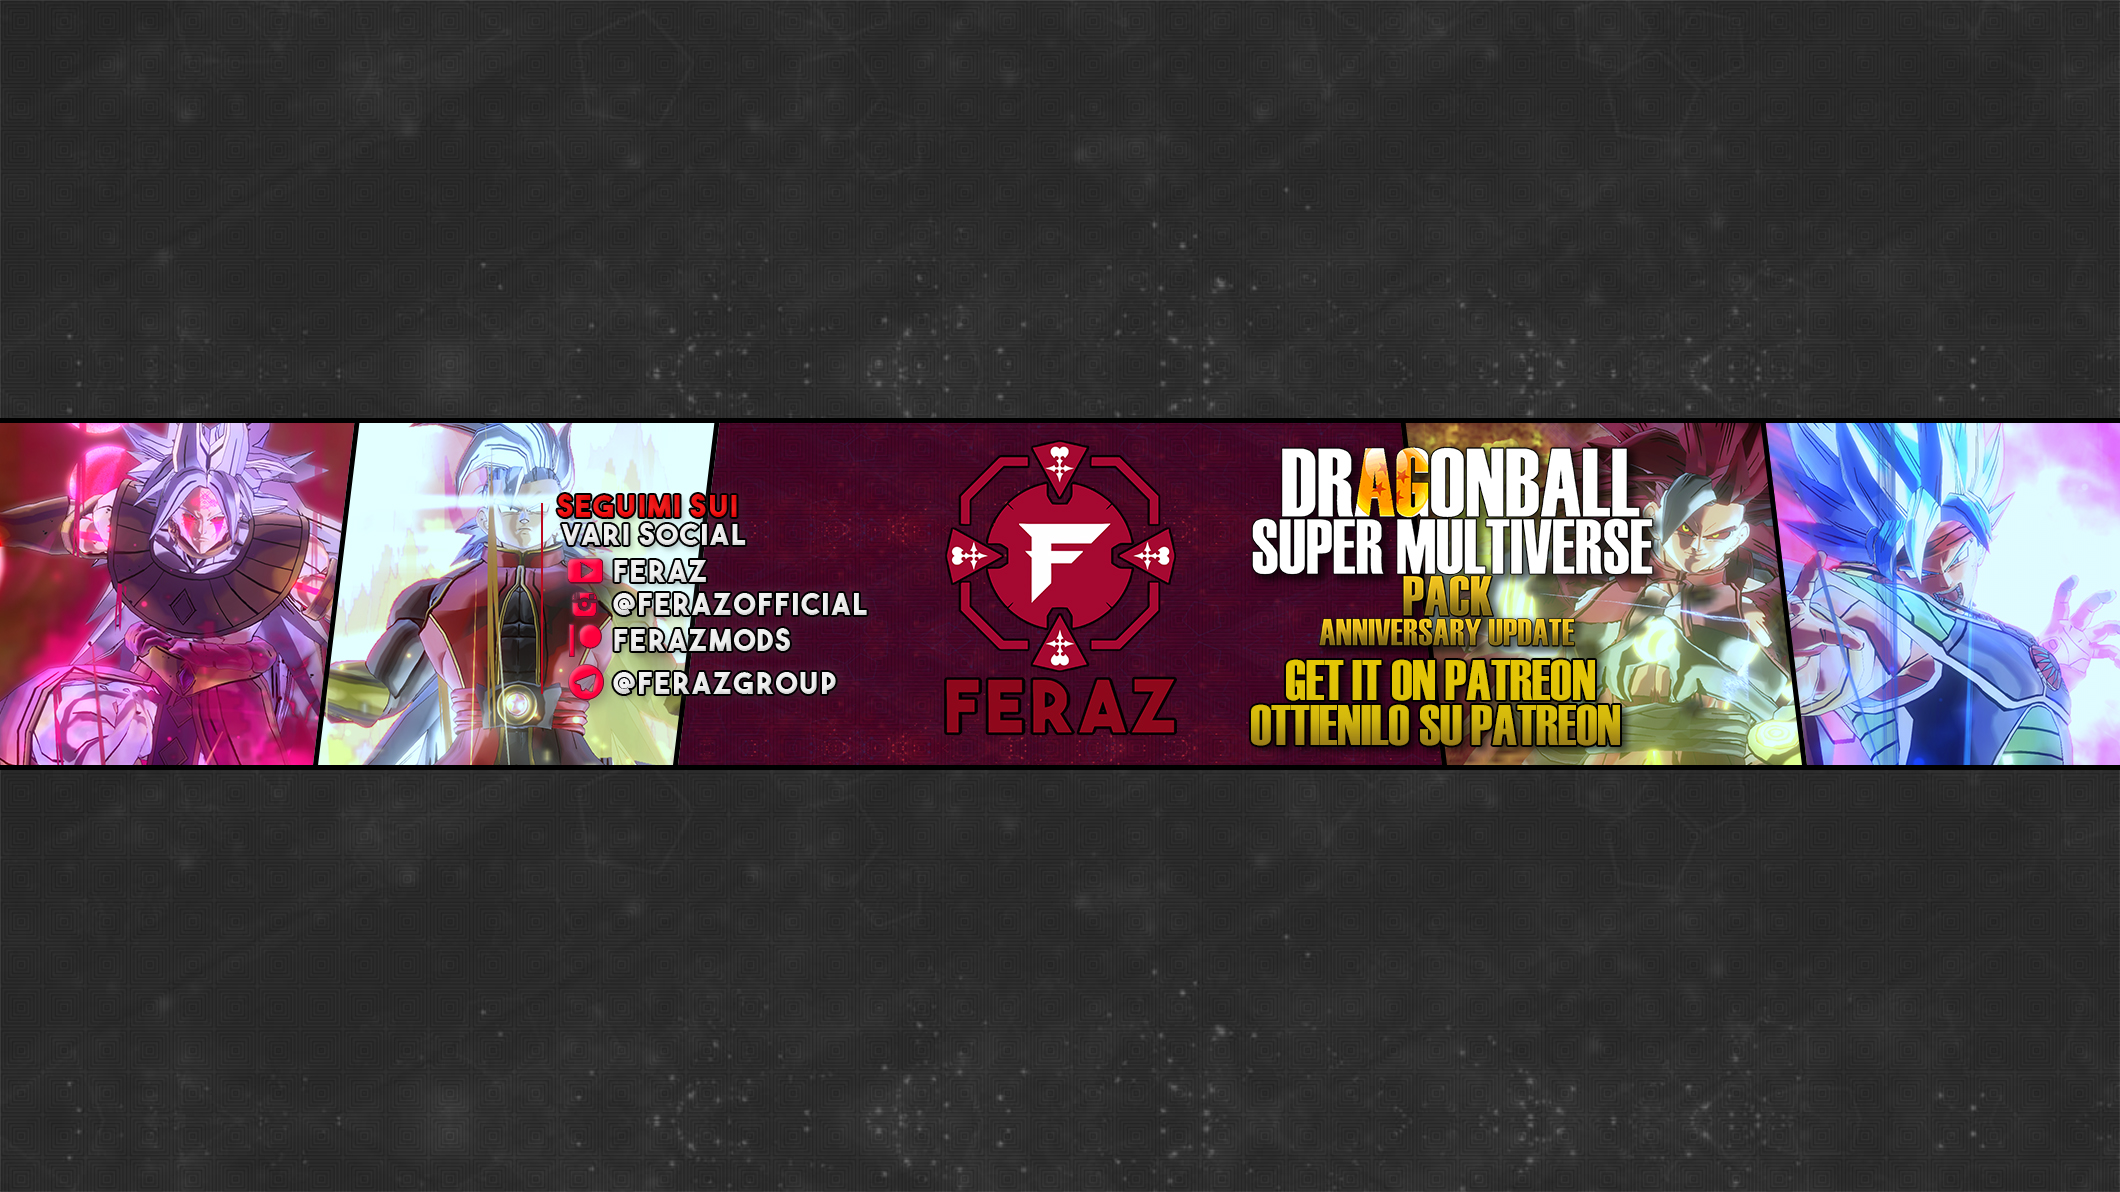 SEGUIMI SUI
VARI SOCIAL
FERAZ
@FERAZOFFICIAL
FERAZMODS
@FERAZGROUP
F
FERAZ
DRAGONBALL
SUPER MULTIVERSE
PACK
ANNIVERSARY UPDATE
GET IT ON PATREON
OTTIENILO SU PATREON